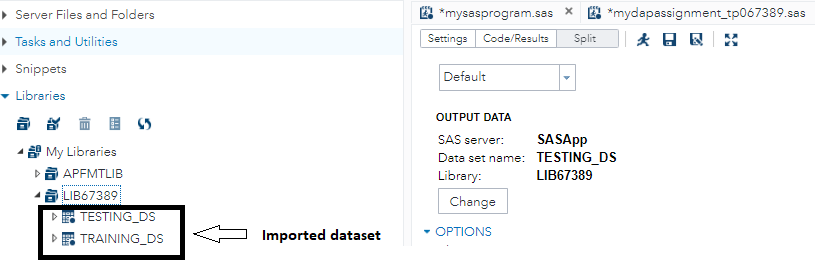 Server Files and Folders
Tasks and Utilities
Snippets
Libraries
My Libraries
APFMTLIB
LIB67389
TESTING_DS
TRAINING_DS
Imported dataset
*mysasprogram.sas
*mydapassignment_tp067389.sas
Settings Code/Results Split
Default
OUTPUT DATA
SAS server: SASApp
Data set name: TESTING_DS
Library: LIB67389
Change
OPTIONS